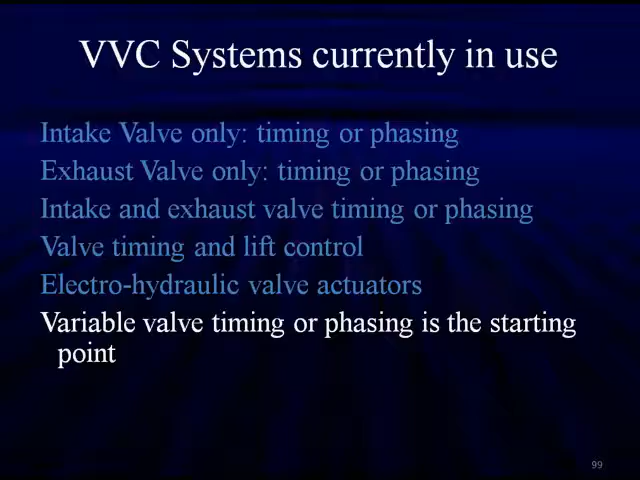 VVC Systems currently in use
Intake Valve only: timing or phasing
Exhaust Valve only: timing or phasing
Intake and exhaust valve timing or phasing
Valve timing and lift control
Electro-hydraulic valve actuators
Variable valve timing or phasing is the starting
point
99